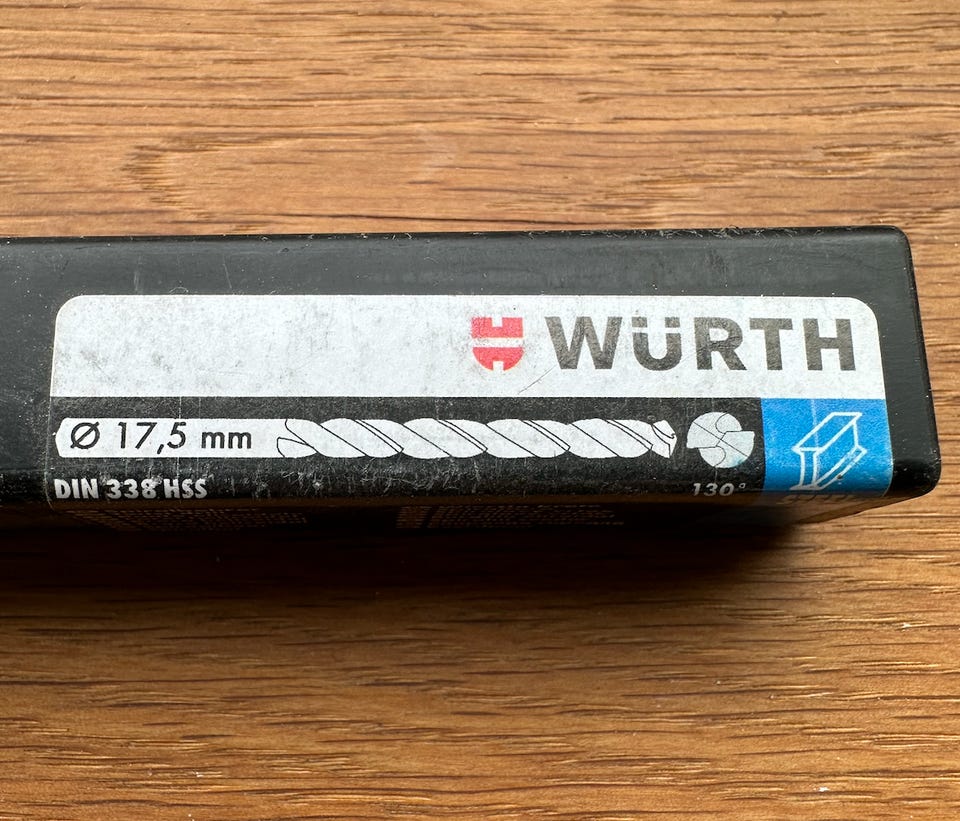 WÜRTH
Ø 17,5 mm
DIN 338 HSS
130°